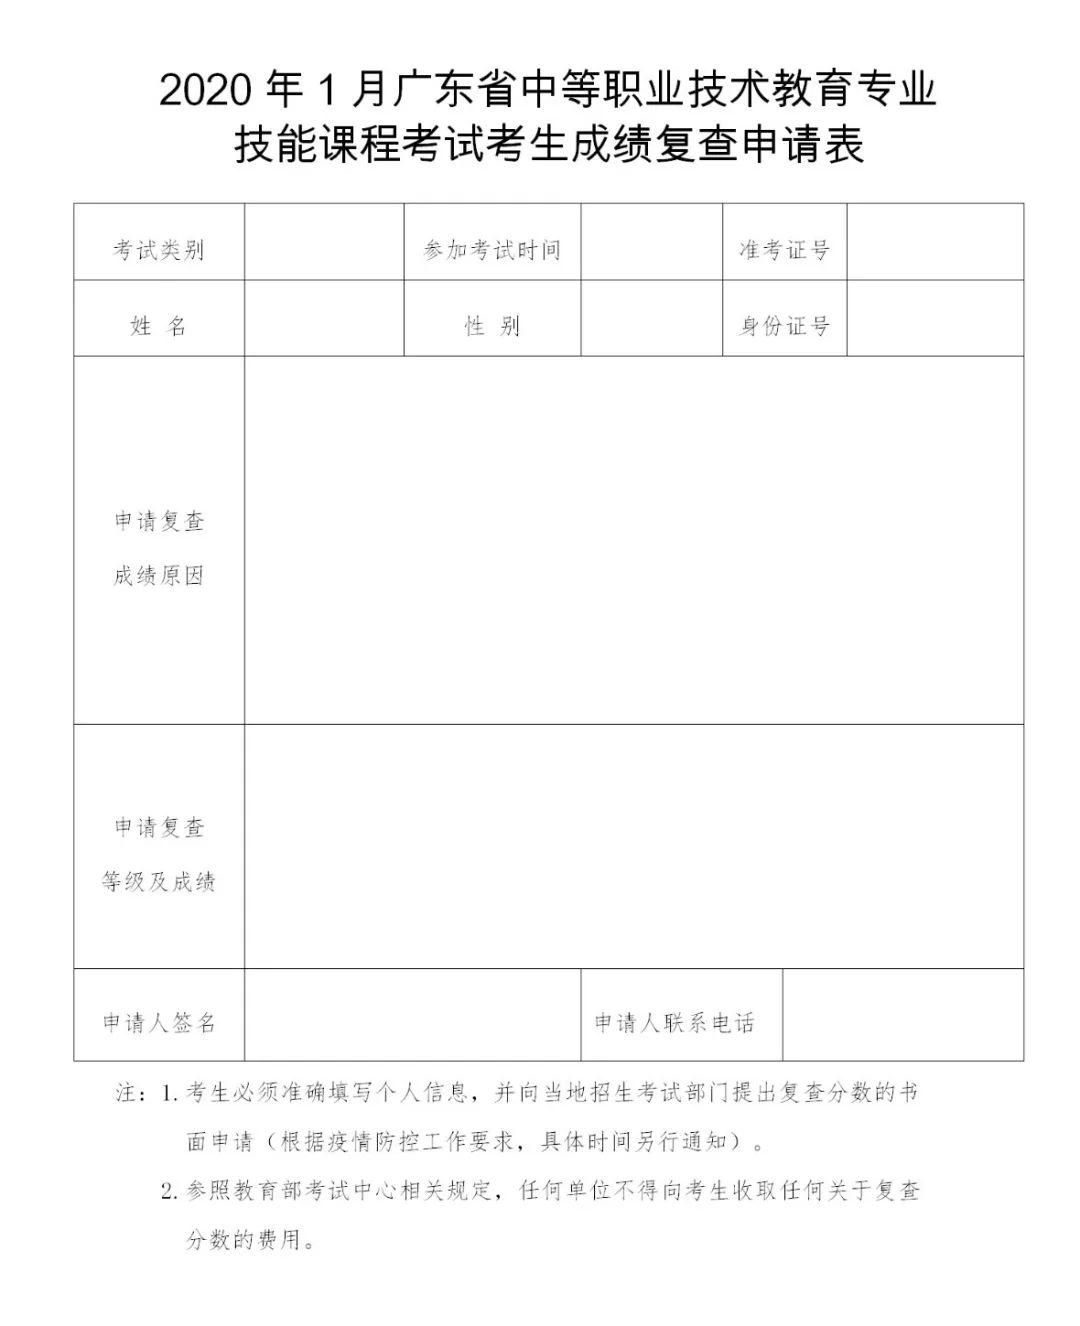 2020 年 1 月广东省中等职业技术教育专业
技能课程考试考生成绩复查申请表
考试类别 参加考试时间 准考证号
姓 名 性 别 身份证号
申请复查
成绩原因
申请复查
等级及成绩
申请人签名 申请人联系电话
注：1. 考生必须准确填写个人信息，并向当地招生考试部门提出复查分数的书
面申请（根据疫情防控工作要求，具体时间另行通知）。
2. 参照教育部考试中心相关规定，任何单位不得向考生收取任何关于复查
分数的费用。